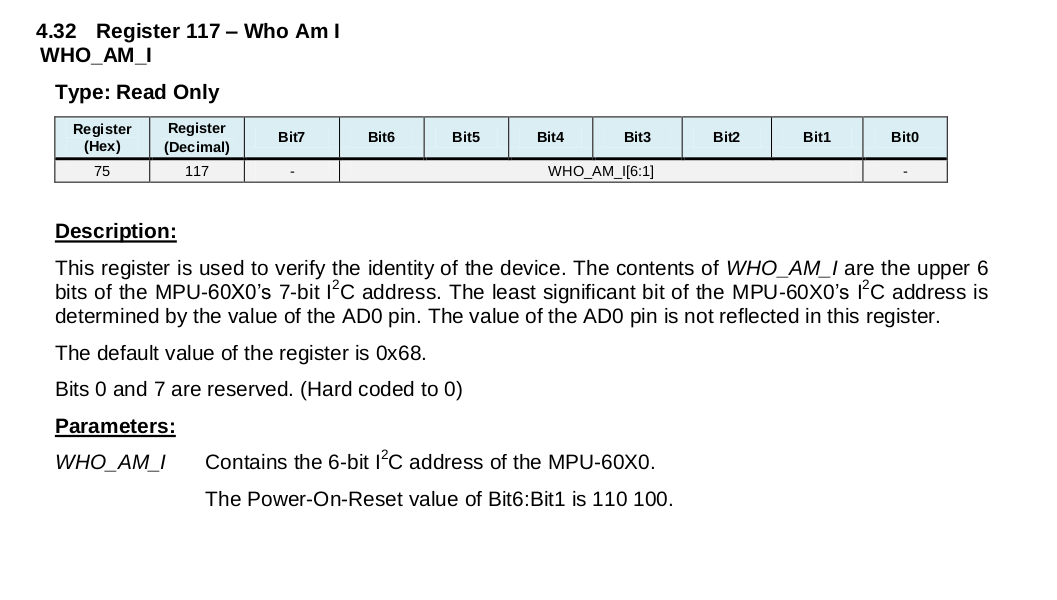 4.32 Register 117 – Who Am I
WHO_AM_I
Type: Read Only
Register (Hex) Register (Decimal) Bit7 Bit6 Bit5 Bit4 Bit3 Bit2 Bit1 Bit0
75 117 - WHO_AM_I[6:1] -
Description:
This register is used to verify the identity of the device. The contents of WHO_AM_I are the upper 6
bits of the MPU-60X0’s 7-bit I²C address. The least significant bit of the MPU-60X0’s I²C address is
determined by the value of the AD0 pin. The value of the AD0 pin is not reflected in this register.
The default value of the register is 0x68.
Bits 0 and 7 are reserved. (Hard coded to 0)
Parameters:
WHO_AM_I Contains the 6-bit I²C address of the MPU-60X0.
The Power-On-Reset value of Bit6:Bit1 is 110 100.